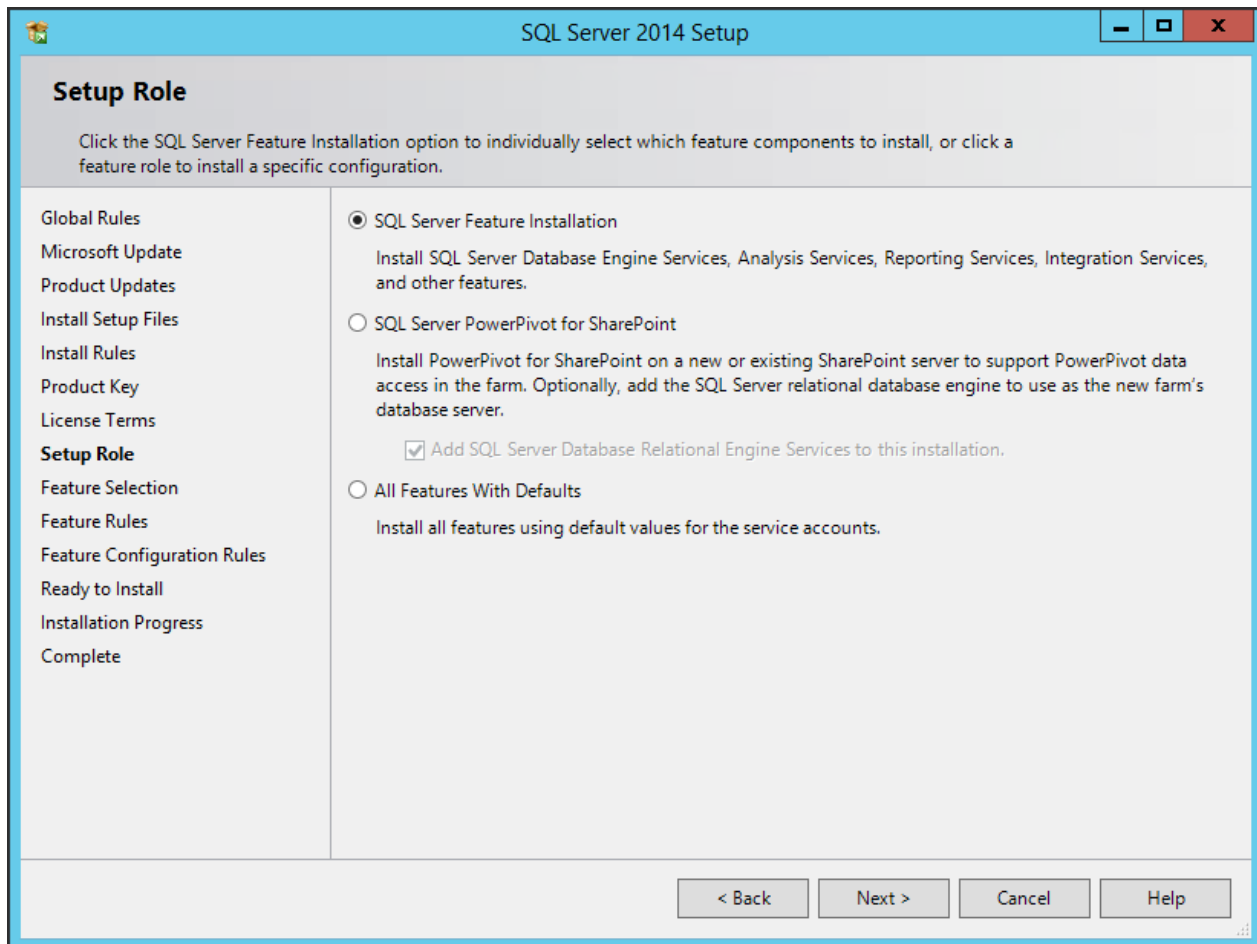 SQL Server 2014 Setup
Setup Role
Click the SQL Server Feature Installation option to individually select which feature components to install, or click a
feature role to install a specific configuration.
Global Rules
Microsoft Update
Product Updates
Install Setup Files
Install Rules
Product Key
License Terms
Setup Role
Feature Selection
Feature Rules
Feature Configuration Rules
Ready to Install
Installation Progress
Complete
SQL Server Feature Installation
Install SQL Server Database Engine Services, Analysis Services, Reporting Services, Integration Services,
and other features.
SQL Server PowerPivot for SharePoint
Install PowerPivot for SharePoint on a new or existing SharePoint server to support PowerPivot data
access in the farm. Optionally, add the SQL Server relational database engine to use as the new farm's
database server.
Add SQL Server Database Relational Engine Services to this installation.
All Features With Defaults
Install all features using default values for the service accounts.
< Back
Next >
Cancel
Help